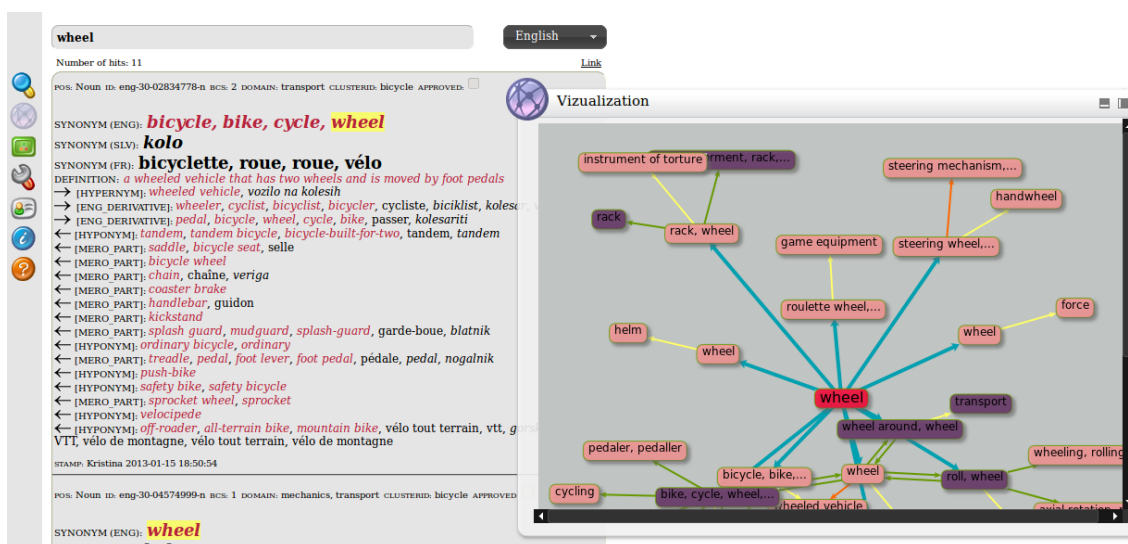 wheel
English
Number of hits: 11
Link
POS: Noun ID: eng-30-02834778-n BCS: 2 DOMAIN: transport CLUSTERID: bicycle APPROVED:
SYNONYM (ENG): bicycle, bike, cycle, wheel
SYNONYM (SLV): kolo
SYNONYM (FR): bicyclette, roue, roue, vélo
DEFINITION: a wheeled vehicle that has two wheels and is moved by foot pedals
→ [HYPERNYM]: wheeled vehicle, vozilo na kolesih
→ [ENG_DERIVATIVE]: wheeler, cyclist, bicyclist, bicycler, cycliste, biciklist,
→ [ENG_DERIVATIVE]: pedal, bicycle, wheel, cycle, bike, passer, kolesariti
← [HYPONYM]: tandem, tandem bicycle, bicycle-built-for-two, tandem, tandem
← [MERO_PART]: saddle, bicycle seat, selle
← [MERO_PART]: bicycle wheel
← [MERO_PART]: chain, chaîne, veriga
← [MERO_PART]: coaster brake
← [MERO_PART]: handlebar, guidon
← [MERO_PART]: kickstand
← [MERO_PART]: splash guard, mudguard, splash-guard, garde-boue, blatnik
← [HYPONYM]: ordinary bicycle, ordinary
← [MERO_PART]: treadle, pedal, foot lever, foot pedal, pédale, pedal, nogalnik
← [HYPONYM]: push-bike
← [HYPONYM]: safety bike, safety bicycle
← [MERO_PART]: sprocket wheel, sprocket
← [HYPONYM]: velocipede
← [HYPONYM]: off-roader, all-terrain bike, mountain bike, vélo tout terrain, vtt,
VTT, vélo de montagne, vélo tout terrain, vélo de montagne
STAMP: Kristina 2013-01-15 18:50:54
POS: Noun ID: eng-30-04574999-n BCS: 1 DOMAIN: mechanics, transport CLUSTERID: bicycle APPROVED
SYNONYM (ENG): wheel
Vizualization
instrument of torture
rack,...
steering mechanism,...
handwheel
rack
rack, wheel
game equipment
steering wheel,...
roulette wheel,...
force
helm
wheel
wheel
wheel
transport
wheel around, wheel
pedaler, pedaller
wheeling, rolling
bicycle, bike,...
wheel
roll, wheel
cycling
bike, cycle, wheel,...
wheeled vehicle
axial rotation,